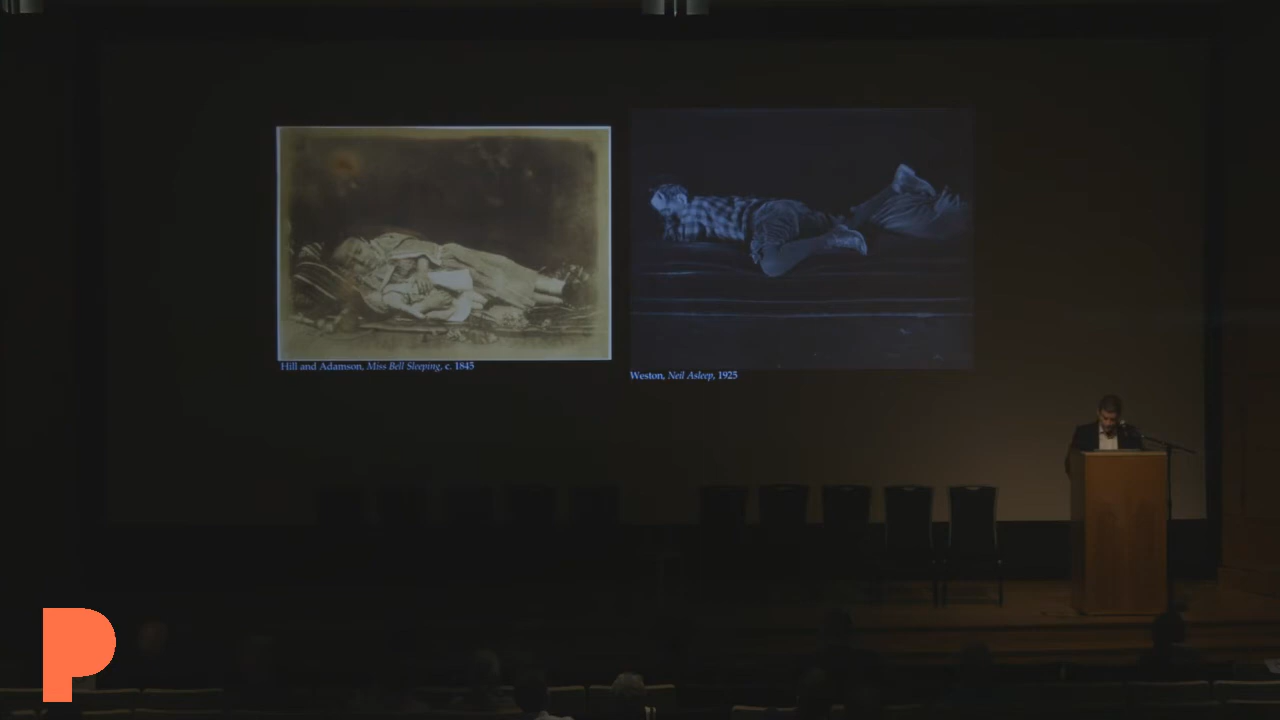 Hill and Adamson, Miss Bell Sleeping, c. 1845
Weston, Neil Asleep, 1925
P